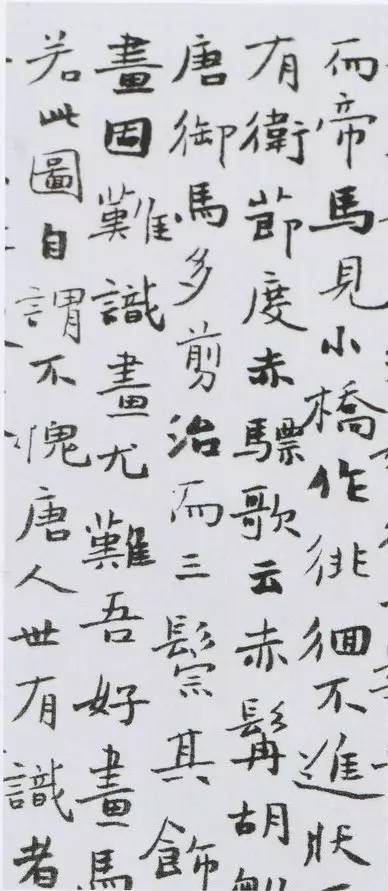 而帝馬見小橋作徘徊不進狀
有衛節度赤驃歌云赤髯胡
唐御馬多剪治而三鬃其飾
畫固難識畫尤難吾好畫馬
若此圖自謂不愧唐人世有識者